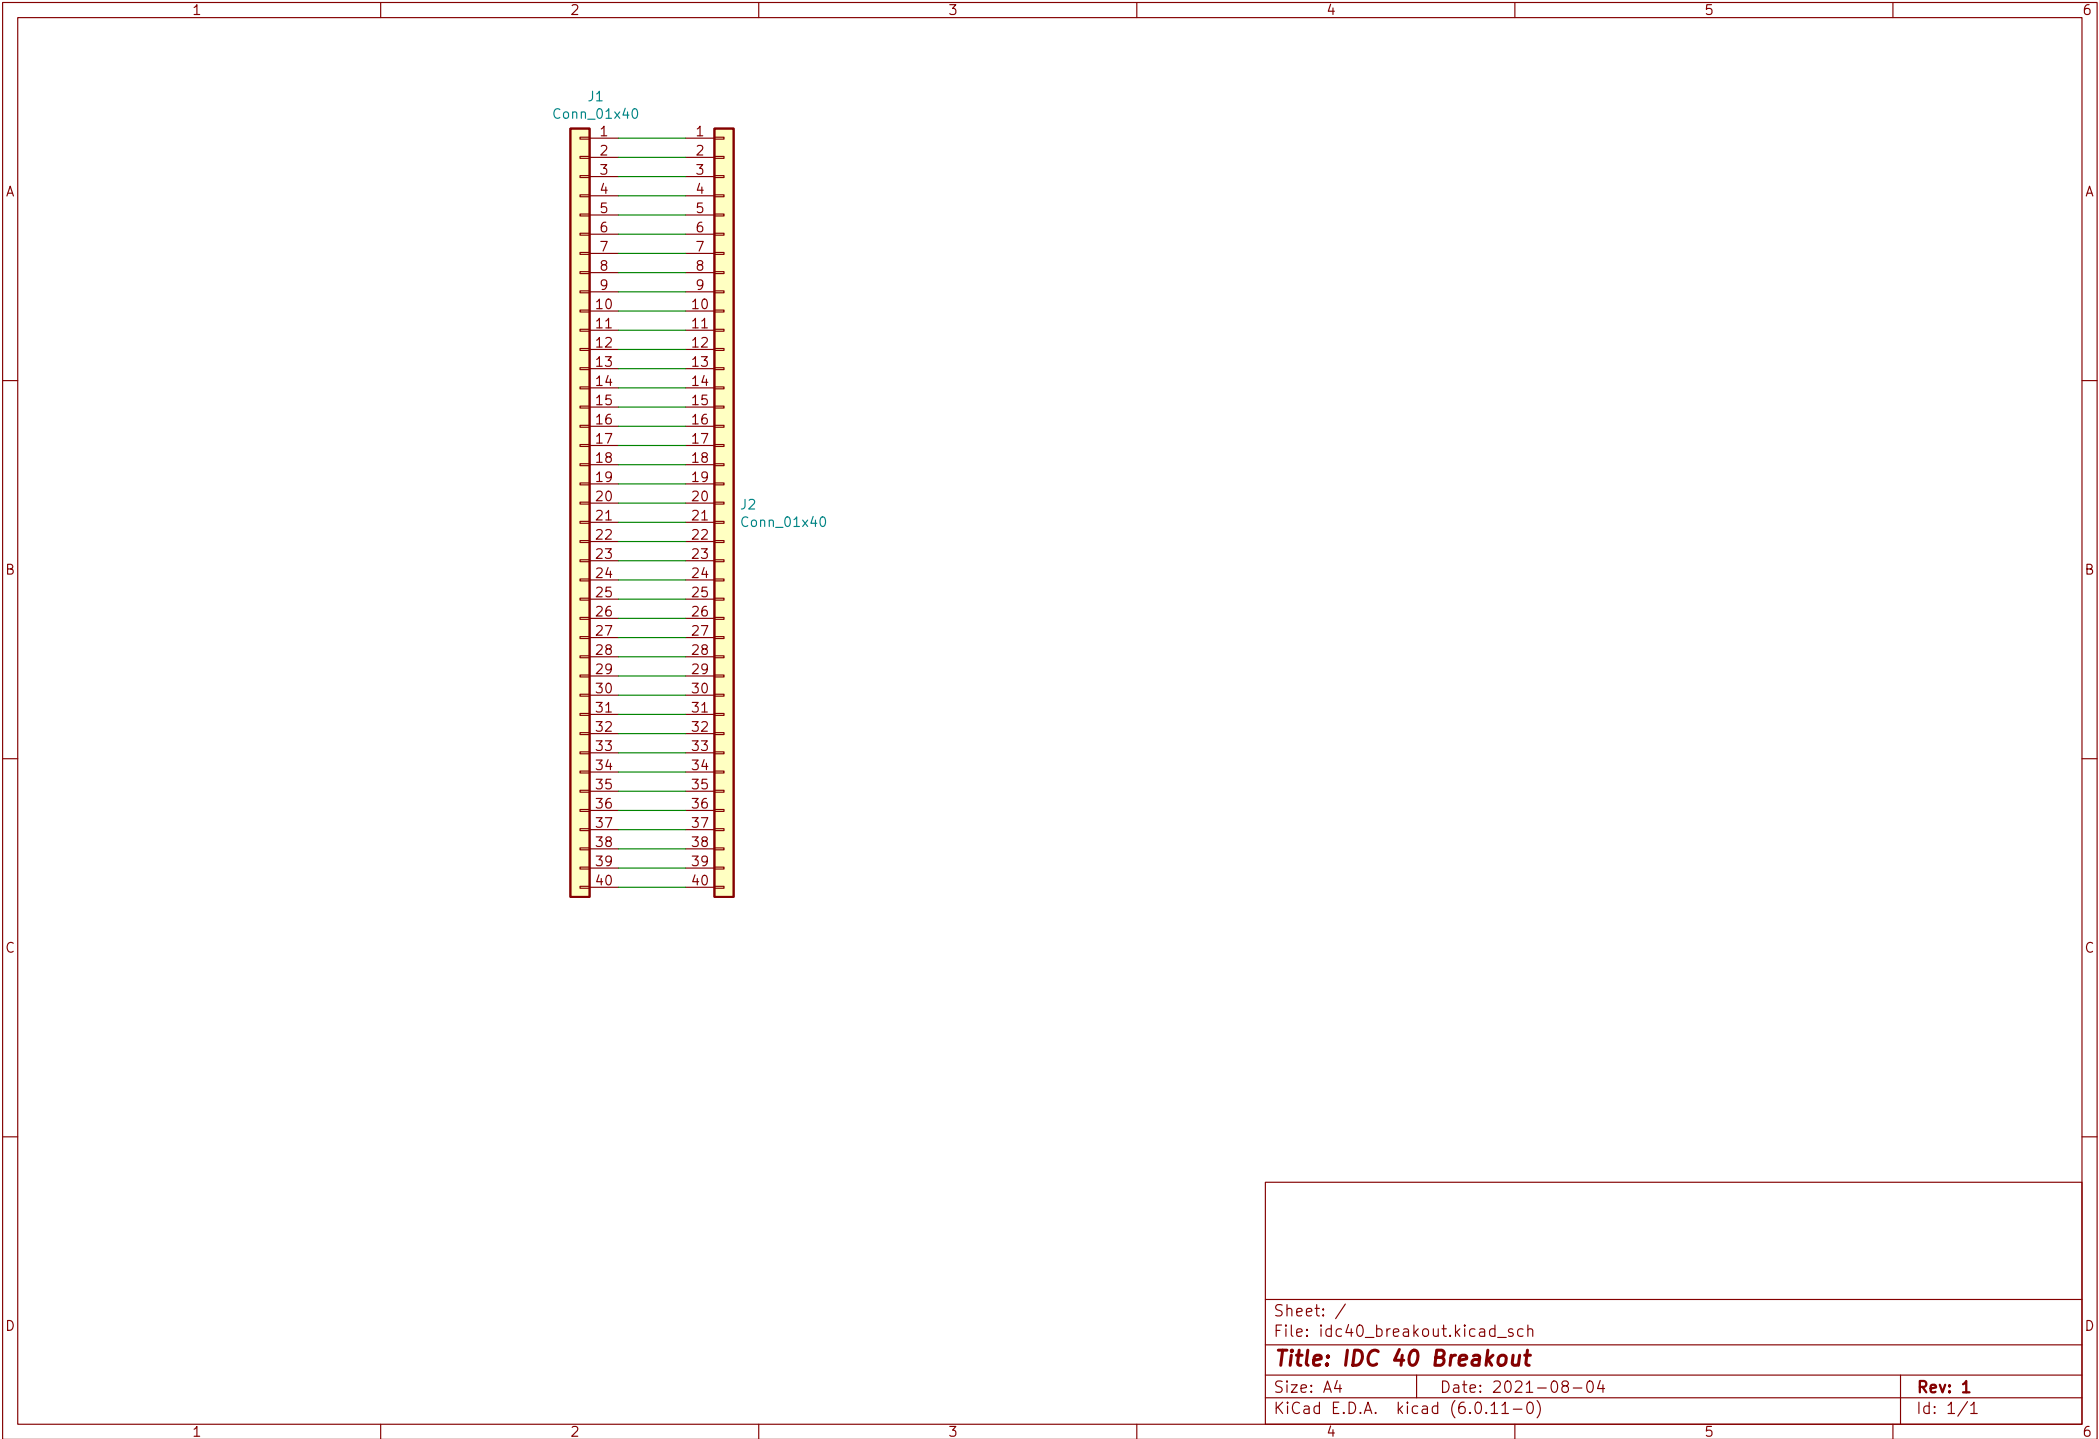 1 2 3 4 5 6
J1
Conn_01x40
1 1
2 2
3 3
A A
4 4
5 5
6 6
7 7
8 8
9 9
10 10
11 11
12 12
13 13
14 14
15 15
16 16
17 17
18 18
19 19
20 20
J2
21 21
Conn_01x40
22 22
23 23
B B
24 24
25 25
26 26
27 27
28 28
29 29
30 30
31 31
32 32
33 33
34 34
35 35
36 36
37 37
38 38
39 39
40 40
C C
Sheet: /
D D
File: idc40_breakout.kicad_sch
Title: IDC 40 Breakout
Size: A4 Date: 2021-08-04 Rev: 1
KiCad E.D.A. kicad (6.0.11-0) Id: 1/1
1 2 3 4 5 6